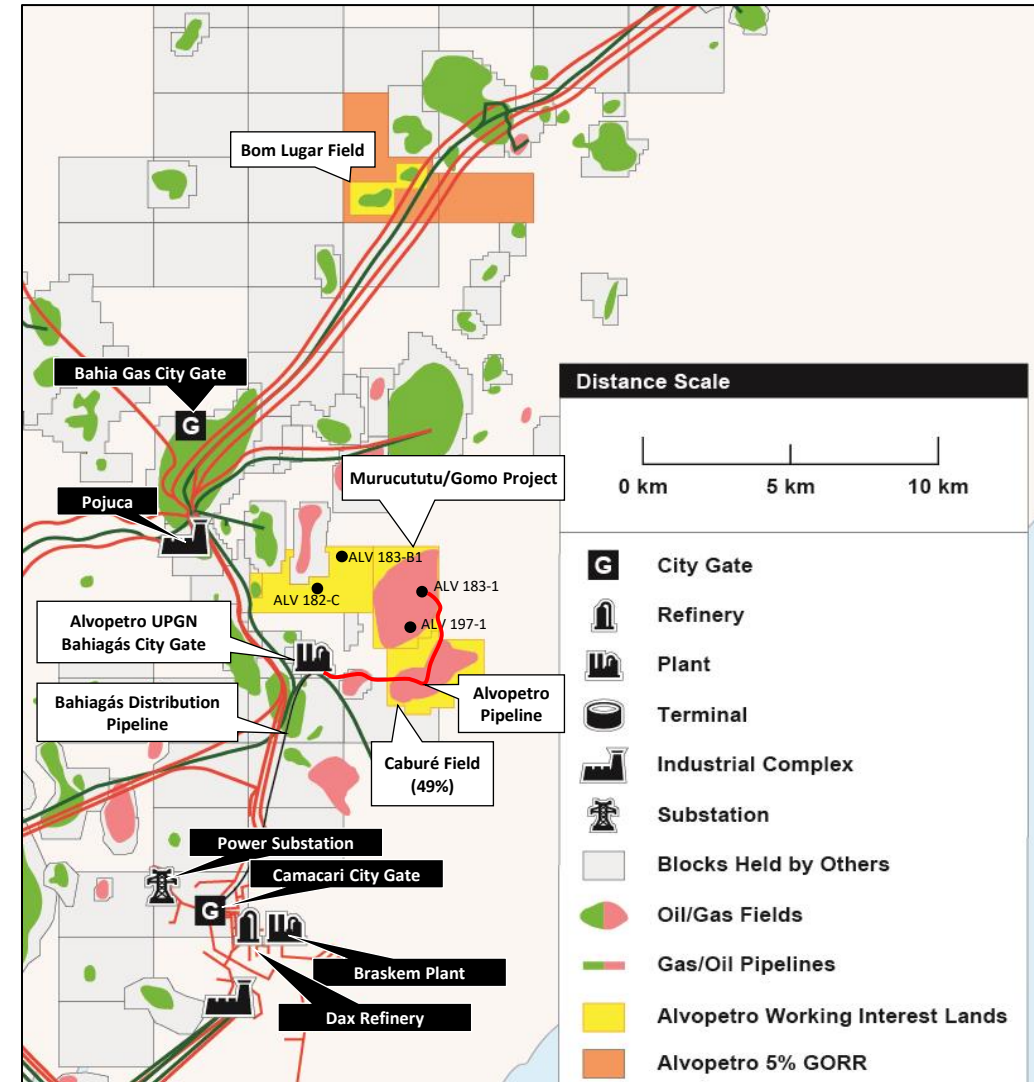 Bom Lugar Field
Bahia Gas City Gate
G
Pojuca
Murucututu/Gomo Project
ALV 183-B1
ALV 182-C
ALV 183-1
ALV 197-1
Alvopetro UPGN
Bahiagás City Gate
Bahiagás Distribution
Pipeline
Alvopetro
Pipeline
Caburé Field
(49%)
Power Substation
Camacari City Gate
G
Braskem Plant
Dax Refinery
Distance Scale
0 km
5 km
10 km
G
City Gate
Refinery
Plant
Terminal
Industrial Complex
Substation
Blocks Held by Others
Oil/Gas Fields
Gas/Oil Pipelines
Alvopetro Working Interest Lands
Alvopetro 5% GORR